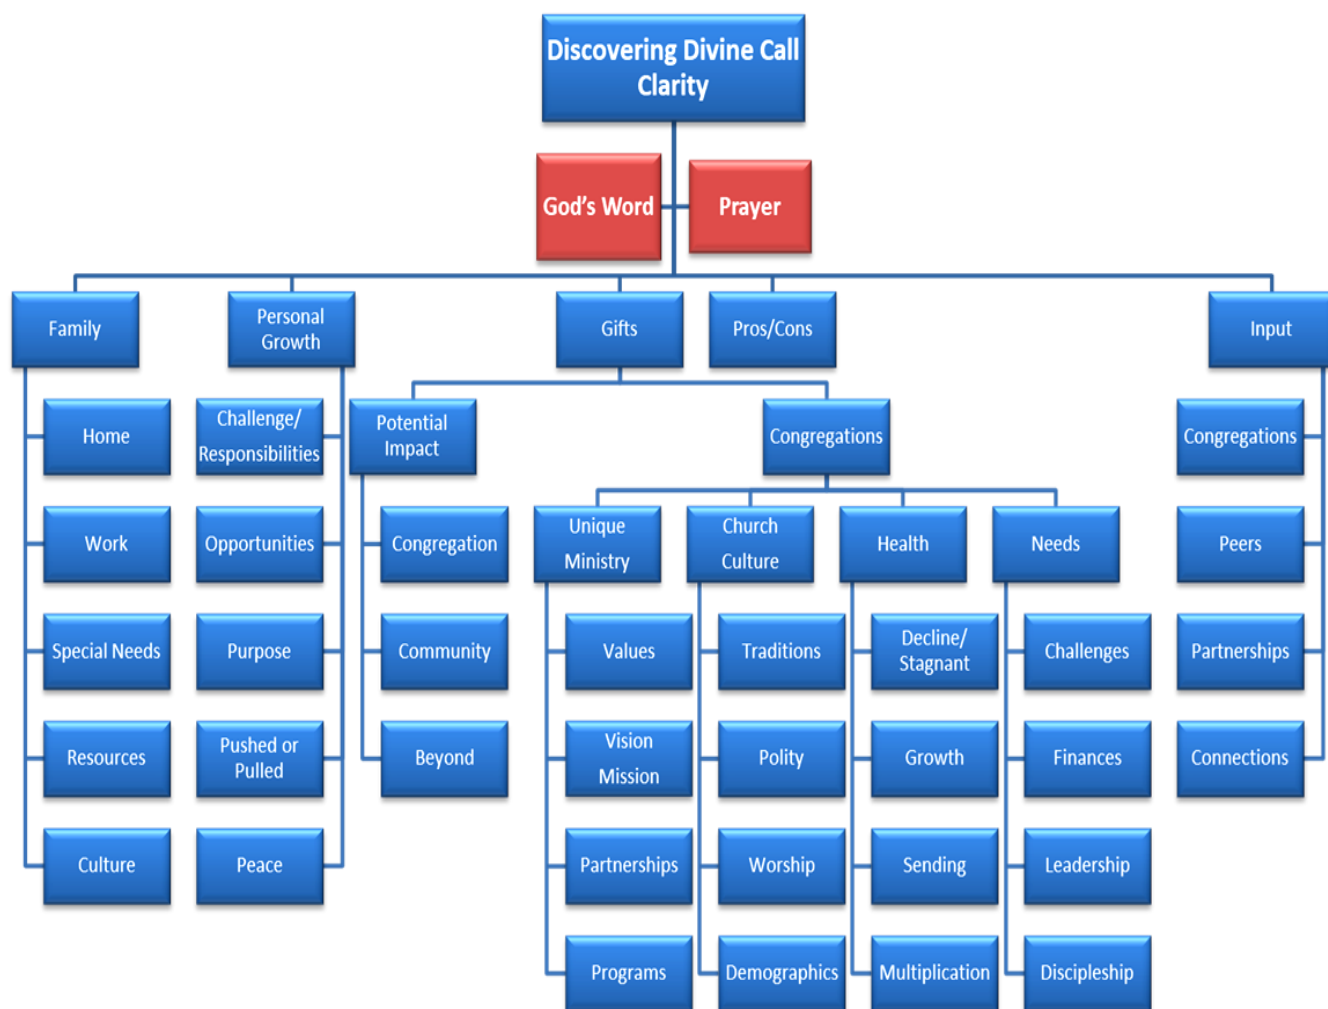 Discovering Divine Call
Clarity
God's Word
Prayer
Family
Personal
Growth
Gifts
Pros/Cons
Input
Home
Challenge/
Responsibilities
Potential
Impact
Congregations
Congregations
Work
Opportunities
Congregation
Unique
Ministry
Church
Culture
Health
Needs
Peers
Special Needs
Purpose
Community
Values
Traditions
Decline/
Stagnant
Challenges
Partnerships
Resources
Pushed or
Pulled
Beyond
Vision
Mission
Polity
Growth
Finances
Connections
Culture
Peace
Partnerships
Worship
Sending
Leadership
Programs
Demographics
Multiplication
Discipleship